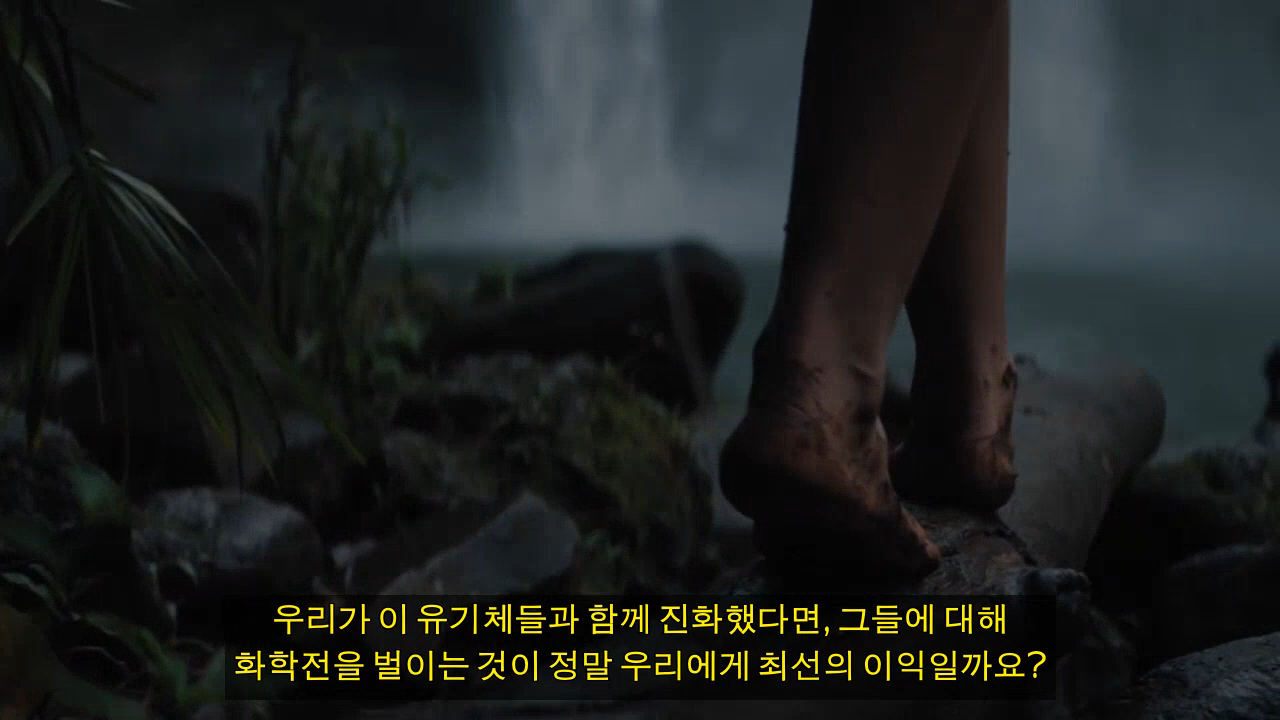 우리가 이 유기체들과 함께 진화했다면, 그들에 대해
화학전을 벌이는 것이 정말 우리에게 최선의 이익일까요?